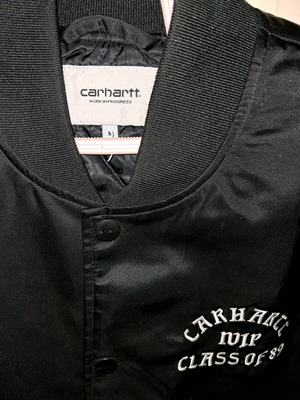 carhartt.
WORK IN PROGRESS
CARHARTT
WIP
CLASS OF '89